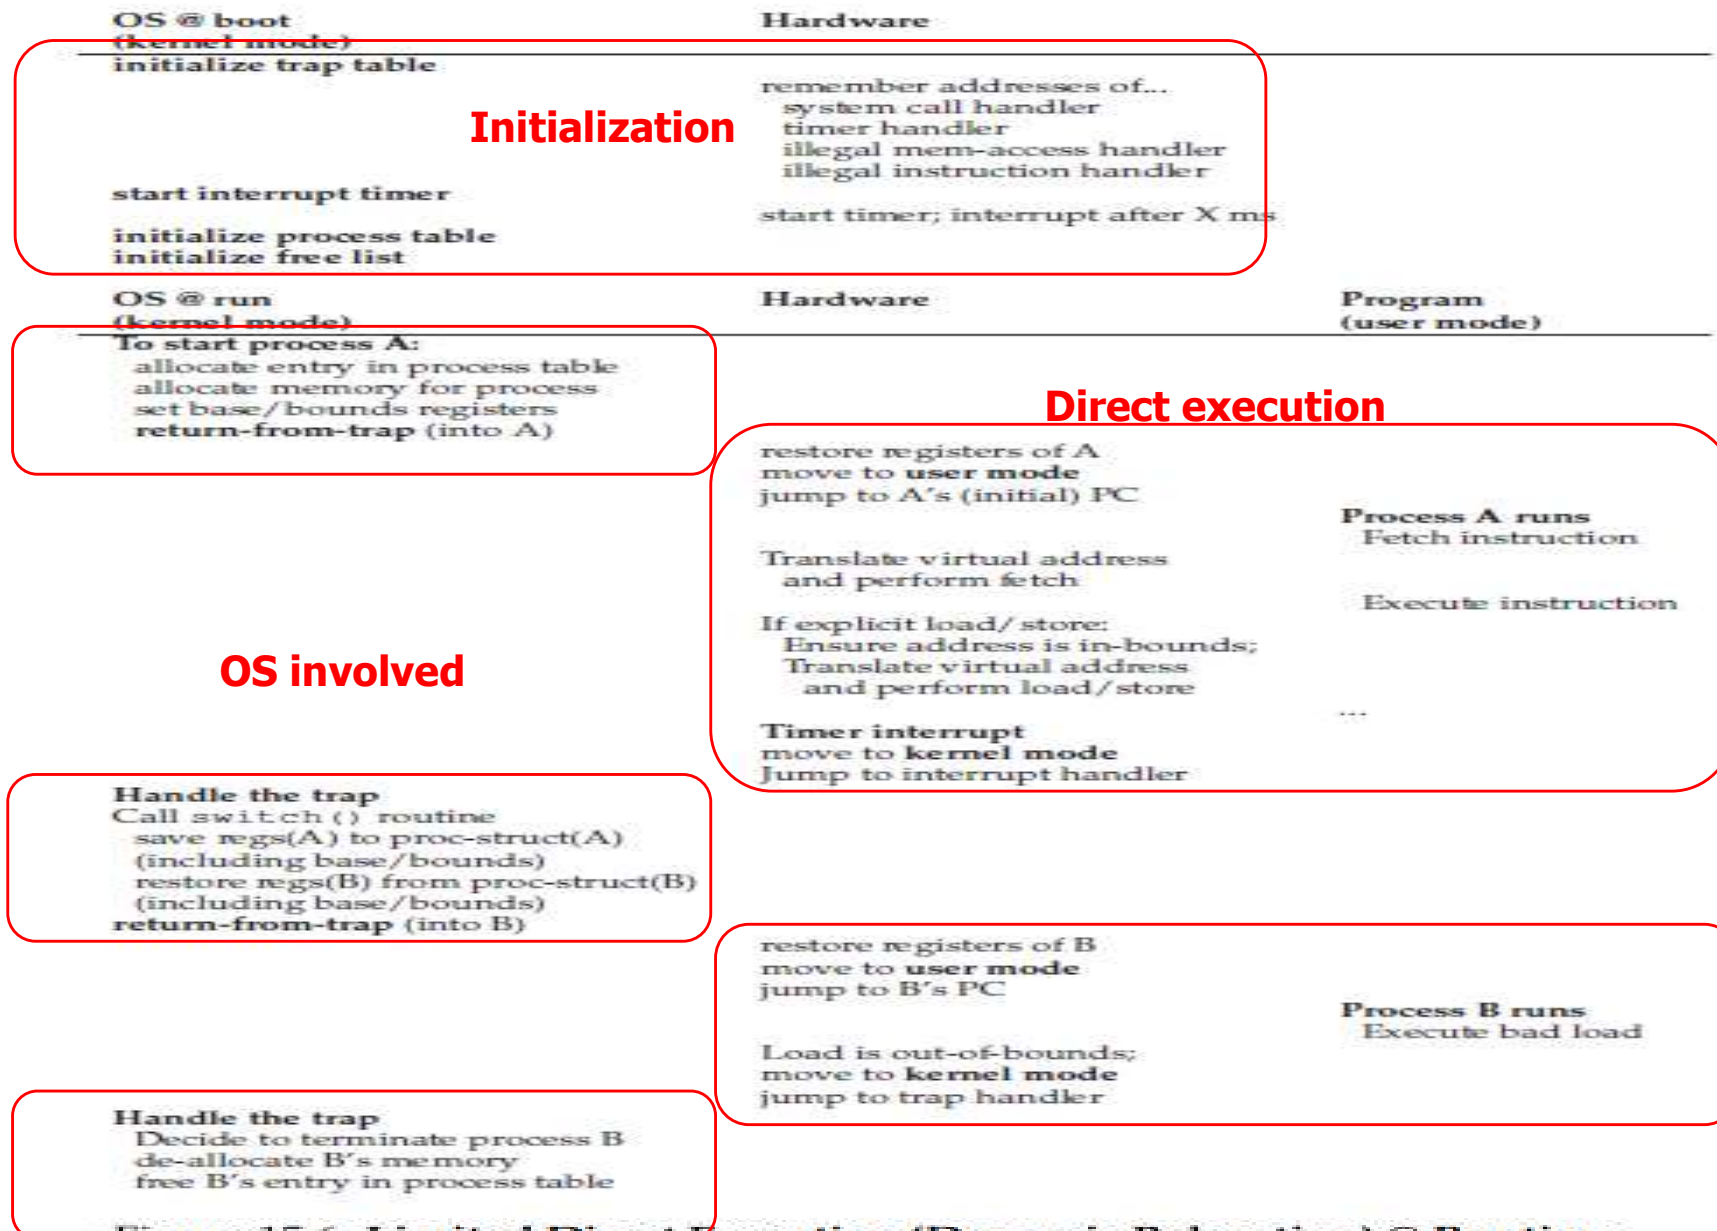 OS @ boot
(kernel mode)
Hardware
initialize trap table
remember addresses of...
system call handler
timer handler
illegal mem-access handler
illegal instruction handler
Initialization
start interrupt timer
start timer; interrupt after X ms
initialize process table
initialize free list
OS @ run
(kernel mode)
Hardware
Program
(user mode)
To start process A:
allocate entry in process table
allocate memory for process
set base/bounds registers
return-from-trap (into A)
Direct execution
restore registers of A
move to user mode
jump to A's (initial) PC
Process A runs
Fetch instruction
Translate virtual address
and perform fetch
Execute instruction
If explicit load/store:
Ensure address is in-bounds;
Translate virtual address
and perform load/store
OS involved
...
Timer interrupt
move to kernel mode
Jump to interrupt handler
Handle the trap
Call switch() routine
save regs(A) to proc-struct(A)
(including base/bounds)
restore regs(B) from proc-struct(B)
(including base/bounds)
return-from-trap (into B)
restore registers of B
move to user mode
jump to B's PC
Process B runs
Execute bad load
Load is out-of-bounds;
move to kernel mode
jump to trap handler
Handle the trap
Decide to terminate process B
de-allocate B's memory
free B's entry in process table
Limited Direct Execution (Dynamic Relocation) @